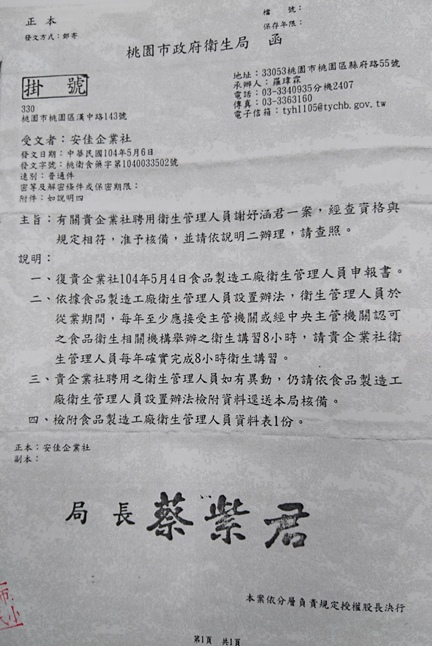 正本
檔　　號：
保存年限：
發文方式：郵寄
桃園市政府衛生局　函
地址：33053桃園市桃園區縣府路55號
承辦人：羅瑋霖
電話：03-3340935分機2407
傳真：03-3363160
電子信箱：tyh1105@tychb.gov.tw
掛號
330
桃園市桃園區漢中路143號
受文者：安佳企業社
發文日期：中華民國104年5月6日
發文字號：桃衛食藥字第1040033502號
速別：普通件
密等及解密條件或保密期限：
附件：如說明四
主旨：有關貴企業社聘用衛生管理人員謝妤涵君一案，經查資格與
規定相符，准予核備，並請依說明二辦理，請查照。
說明：
一、復貴企業社104年5月4日食品製造工廠衛生管理人員申報書。
二、依據食品製造工廠衛生管理人員設置辦法，衛生管理人員於
從業期間，每年至少應接受主管機關或經中央主管機關認可
之食品衛生相關機構舉辦之衛生講習8小時，請貴企業社衛
生管理人員每年確實完成8小時衛生講習。
三、貴企業社聘用之衛生管理人員如有異動，仍請依食品製造工
廠衛生管理人員設置辦法檢附資料逕送本局核備。
四、檢附食品製造工廠衛生管理人員資料表1份。
正本：安佳企業社
副本：
局長 蔡紫君
本案依分層負責規定授權股長決行
第1頁　共1頁